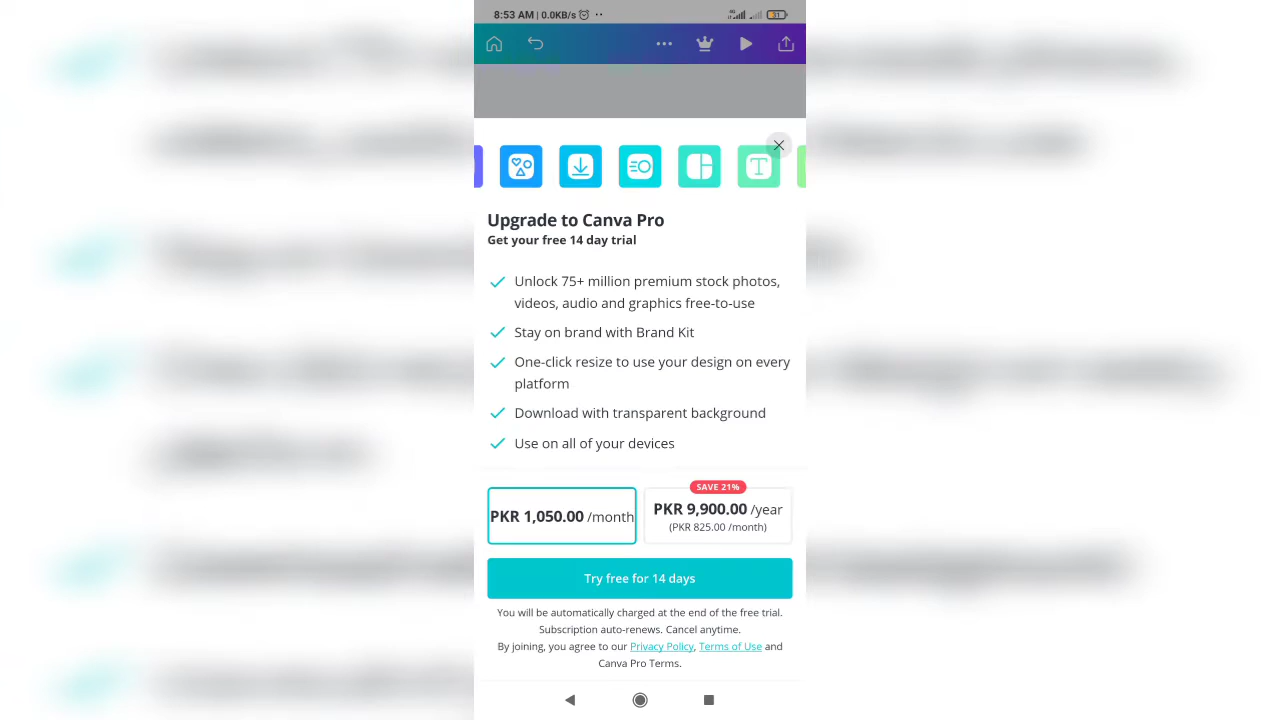 8:53 AM | 0.0KB/s
31
T
Upgrade to Canva Pro
Get your free 14 day trial
Unlock 75+ million premium stock photos,
videos, audio and graphics free-to-use
Stay on brand with Brand Kit
One-click resize to use your design on every
platform
Download with transparent background
Use on all of your devices
SAVE 21%
PKR 1,050.00 /month
PKR 9,900.00 /year
(PKR 825.00 /month)
Try free for 14 days
You will be automatically charged at the end of the free trial.
Subscription auto-renews. Cancel anytime.
By joining, you agree to our Privacy Policy, Terms of Use and
Canva Pro Terms.